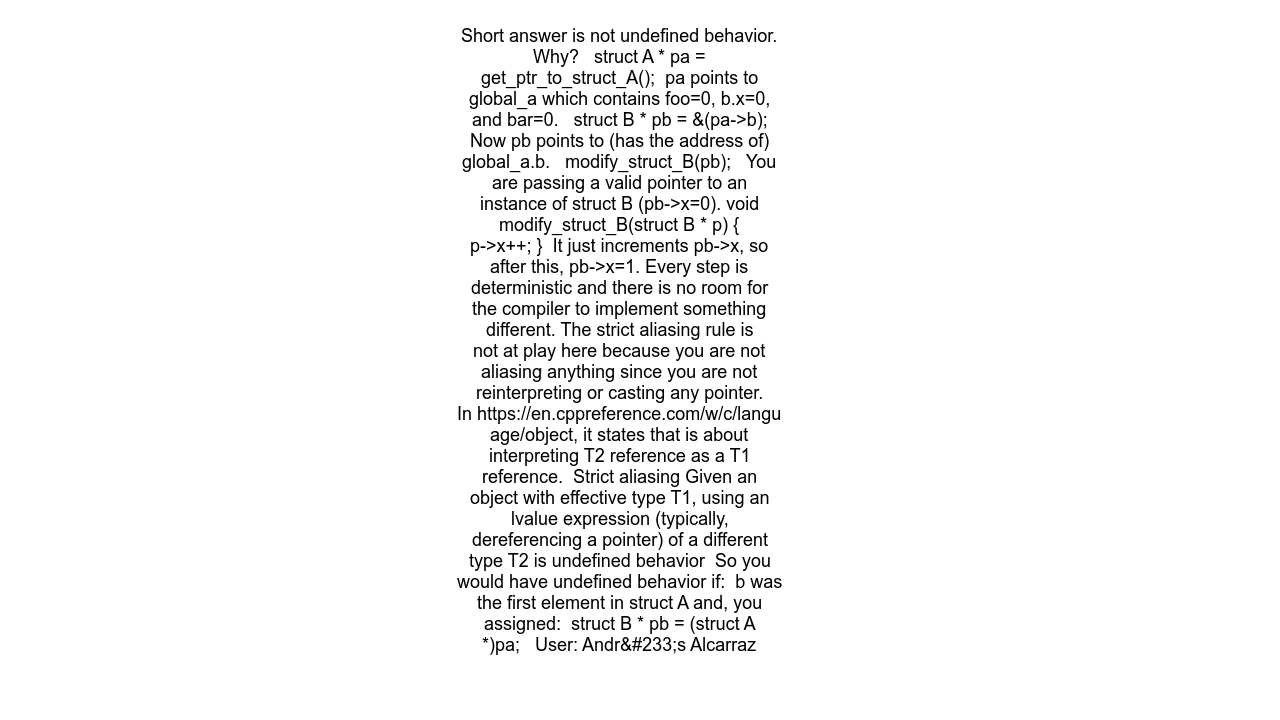 Short answer is not undefined behavior.
Why?   struct A * pa =
get_ptr_to_struct_A();  pa points to
global_a which contains foo=0, b.x=0,
and bar=0.   struct B * pb = &(pa->b);
Now pb points to (has the address of)
global_a.b.   modify_struct_B(pb);   You
are passing a valid pointer to an
instance of struct B (pb->x=0). void
modify_struct_B(struct B * p) {
p->x++; }  It just increments pb->x, so
after this, pb->x=1. Every step is
deterministic and there is no room for
the compiler to implement something
different. The strict aliasing rule is
not at play here because you are not
aliasing anything since you are not
reinterpreting or casting any pointer.
In https://en.cppreference.com/w/c/langu
age/object, it states that is about
interpreting T2 reference as a T1
reference.  Strict aliasing Given an
object with effective type T1, using an
lvalue expression (typically,
dereferencing a pointer) of a different
type T2 is undefined behavior  So you
would have undefined behavior if:  b was
the first element in struct A and, you
assigned:  struct B * pb = (struct A
*)pa;   User: Andr&#233;s Alcarraz